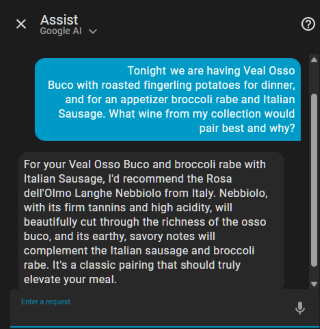 Assist
Google AI
Tonight we are having Veal Osso
Buco with roasted fingerling potatoes for dinner,
and for an appetizer broccoli rabe and Italian
Sausage. What wine from my collection would
pair best and why?
For your Veal Osso Buco and broccoli rabe with
Italian Sausage, I'd recommend the Rosa
dell'Olmo Langhe Nebbiolo from Italy. Nebbiolo,
with its firm tannins and high acidity, will
beautifully cut through the richness of the osso
buco, and its earthy, savory notes will
complement the Italian sausage and broccoli
rabe. It's a classic pairing that should truly
elevate your meal.
Enter a request